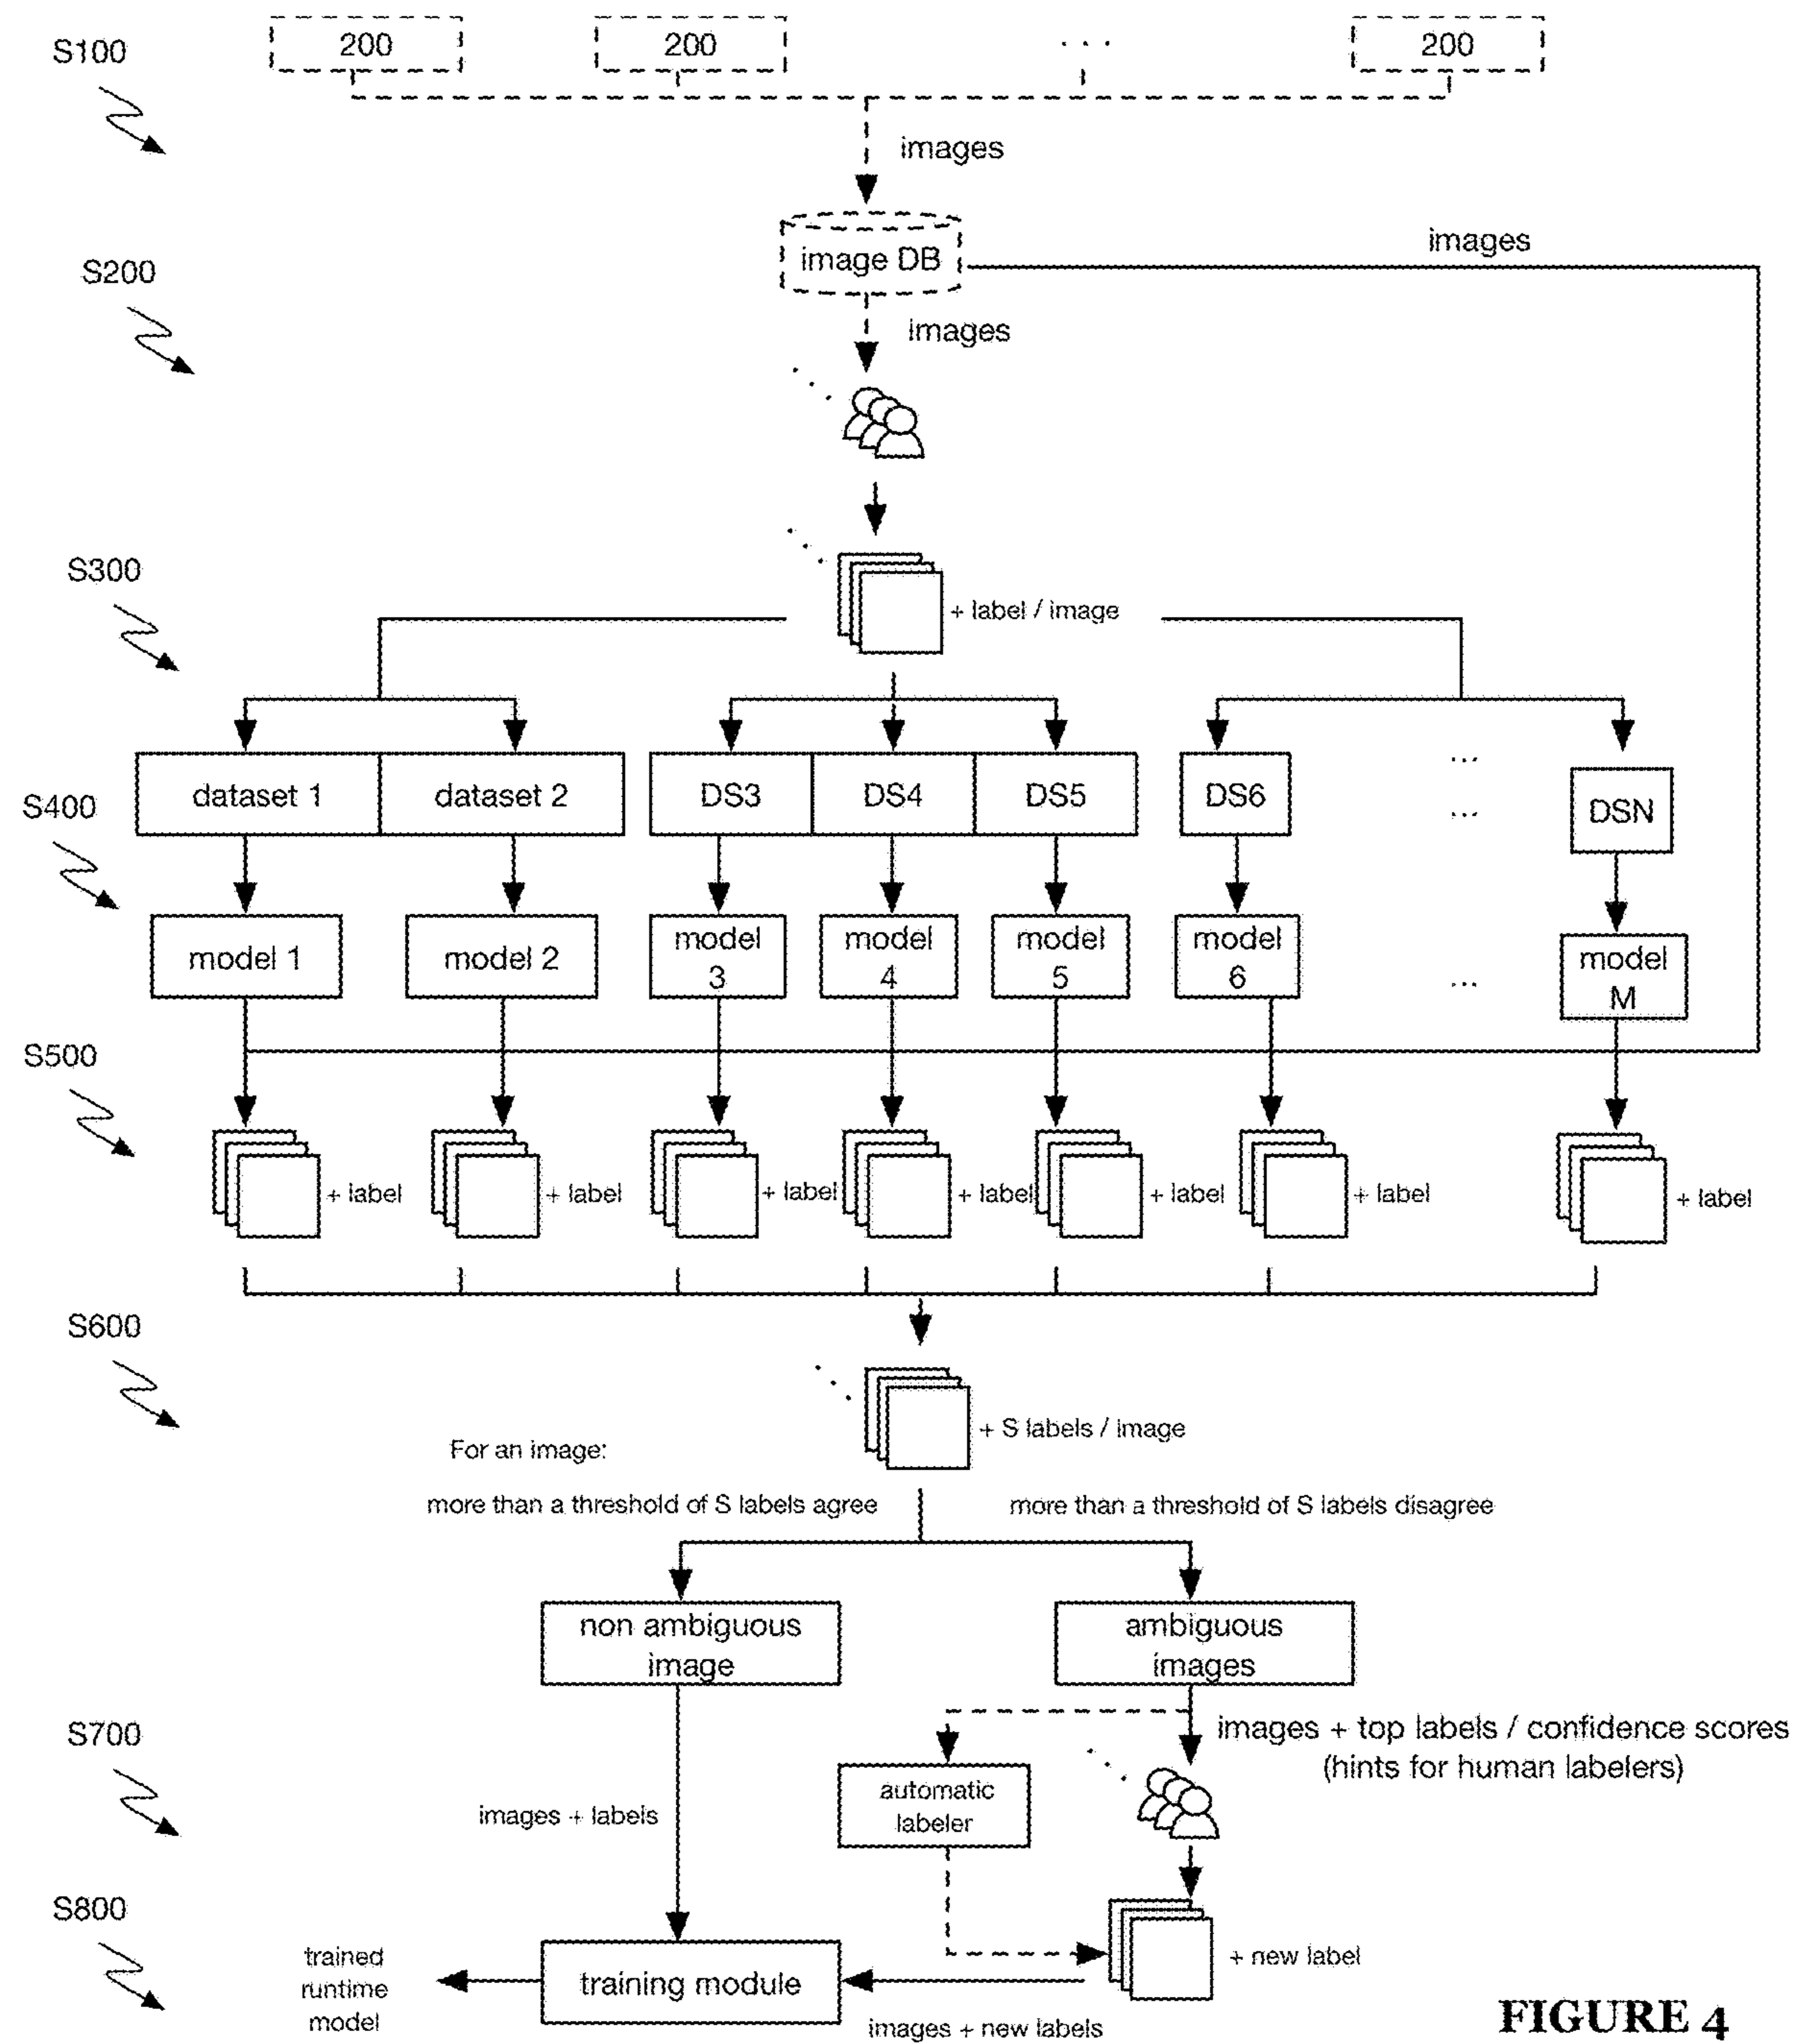 S100
200
200
. . .
200
images
image DB
images
S200
images
S300
+ label / image
dataset 1
dataset 2
DS3
DS4
DS5
DS6
...
...
DSN
S400
model 1
model 2
model
3
model
4
model
5
model
6
...
model
M
S500
+ label
+ label
+ label
+ label
+ label
+ label
+ label
S600
+ S labels / image
For an image:
more than a threshold of S labels agree
more than a threshold of S labels disagree
non ambiguous
image
ambiguous
images
S700
images + top labels / confidence scores
(hints for human labelers)
automatic
labeler
images + labels
S800
+ new label
trained
runtime
model
training module
images + new labels
FIGURE 4